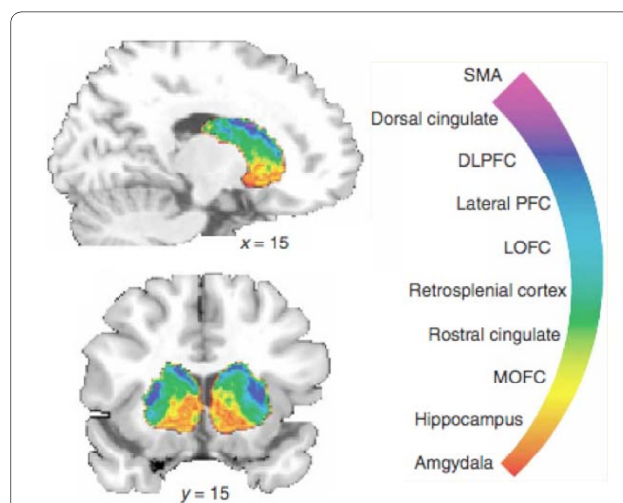 SMA
Dorsal cingulate
DLPFC
Lateral PFC
LOFC
Retrosplenial cortex
Rostral cingulate
MOFC
Hippocampus
Amygdala
x = 15
y = 15